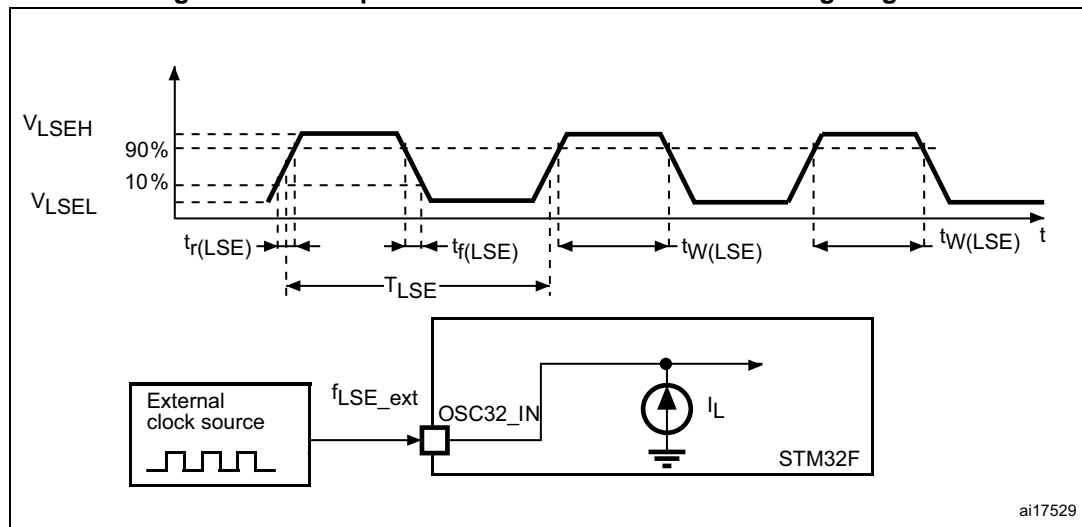 VLSEH
90%
10%
VLSEL
tr(LSE)
tf(LSE)
tW(LSE)
tW(LSE)
t
TLSE
External
clock source
fLSE_ext
OSC32_IN
IL
STM32F
ai17529